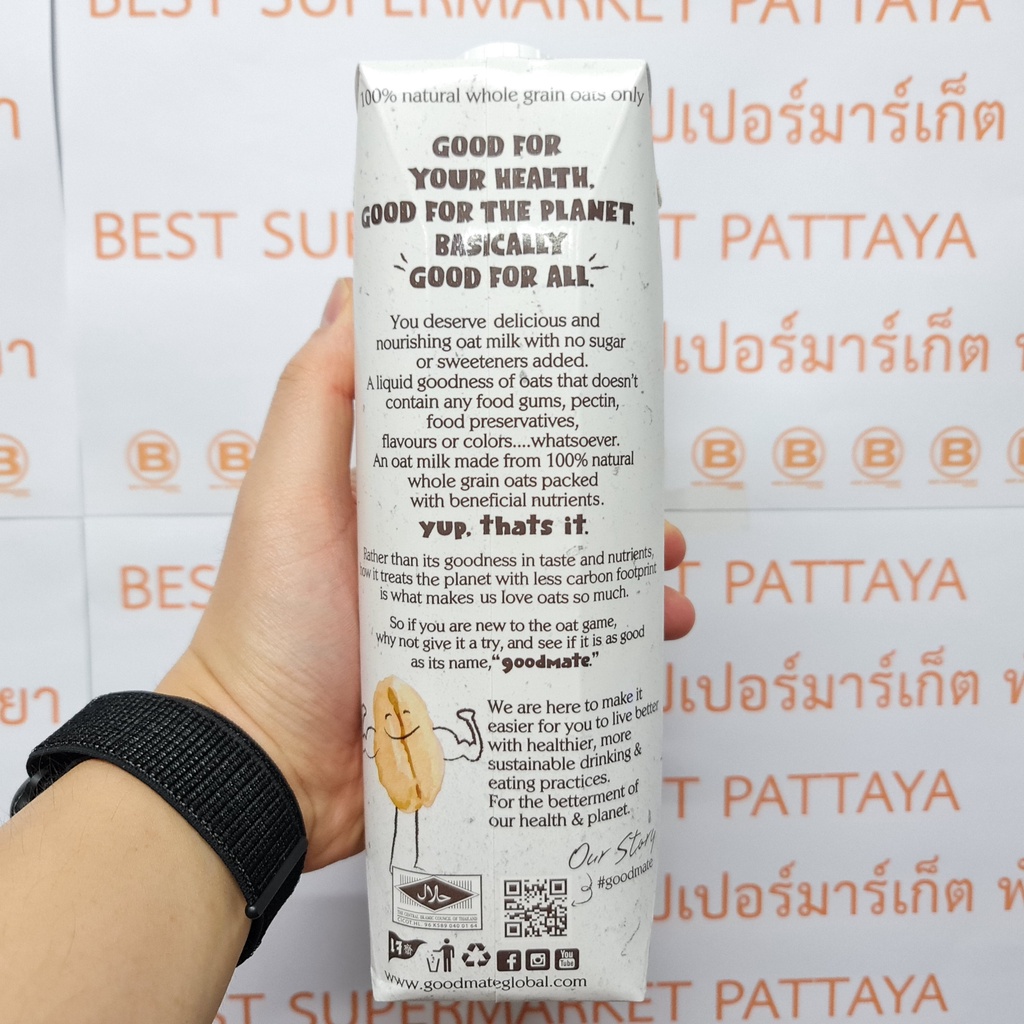 BEST SUPERMARKET PATTAYA
100% natural whole grain oats only
GOOD FOR
YOUR HEALTH.
GOOD FOR THE PLANET.
BASICALLY
GOOD FOR ALL.
You deserve delicious and
nourishing oat milk with no sugar
or sweeteners added.
A liquid goodness of oats that doesn't
contain any food gums, pectin,
food preservatives,
flavours or colors....whatsoever.
An oat milk made from 100% natural
whole grain oats packed
with beneficial nutrients.
yup, thats it.
Rather than its goodness in taste and nutrients,
how it treats the planet with less carbon footprint
is what makes us love oats so much.
So if you are new to the oat game,
why not give it a try, and see if it is as good
as its name,"goodmate."
We are here to make it
easier for you to live better
with healthier, more
sustainable drinking &
eating practices.
For the betterment of
our health & planet.
Our Story
#goodmate
حلال
THE CENTRAL ISLAMIC COUNCIL OF THAILAND
You
Tube
www.goodmateglobal.com
เปอร์มาร์เก็ต
BEST SU PATTAYA
เปอร์มาร์เก็ต
B B B B B B
BES PATTAYA
เปอร์มาร์เก็ต
PATTAYA
เปอร์มาร์เก็ต
BEST SUPERMARKET PATTAYA